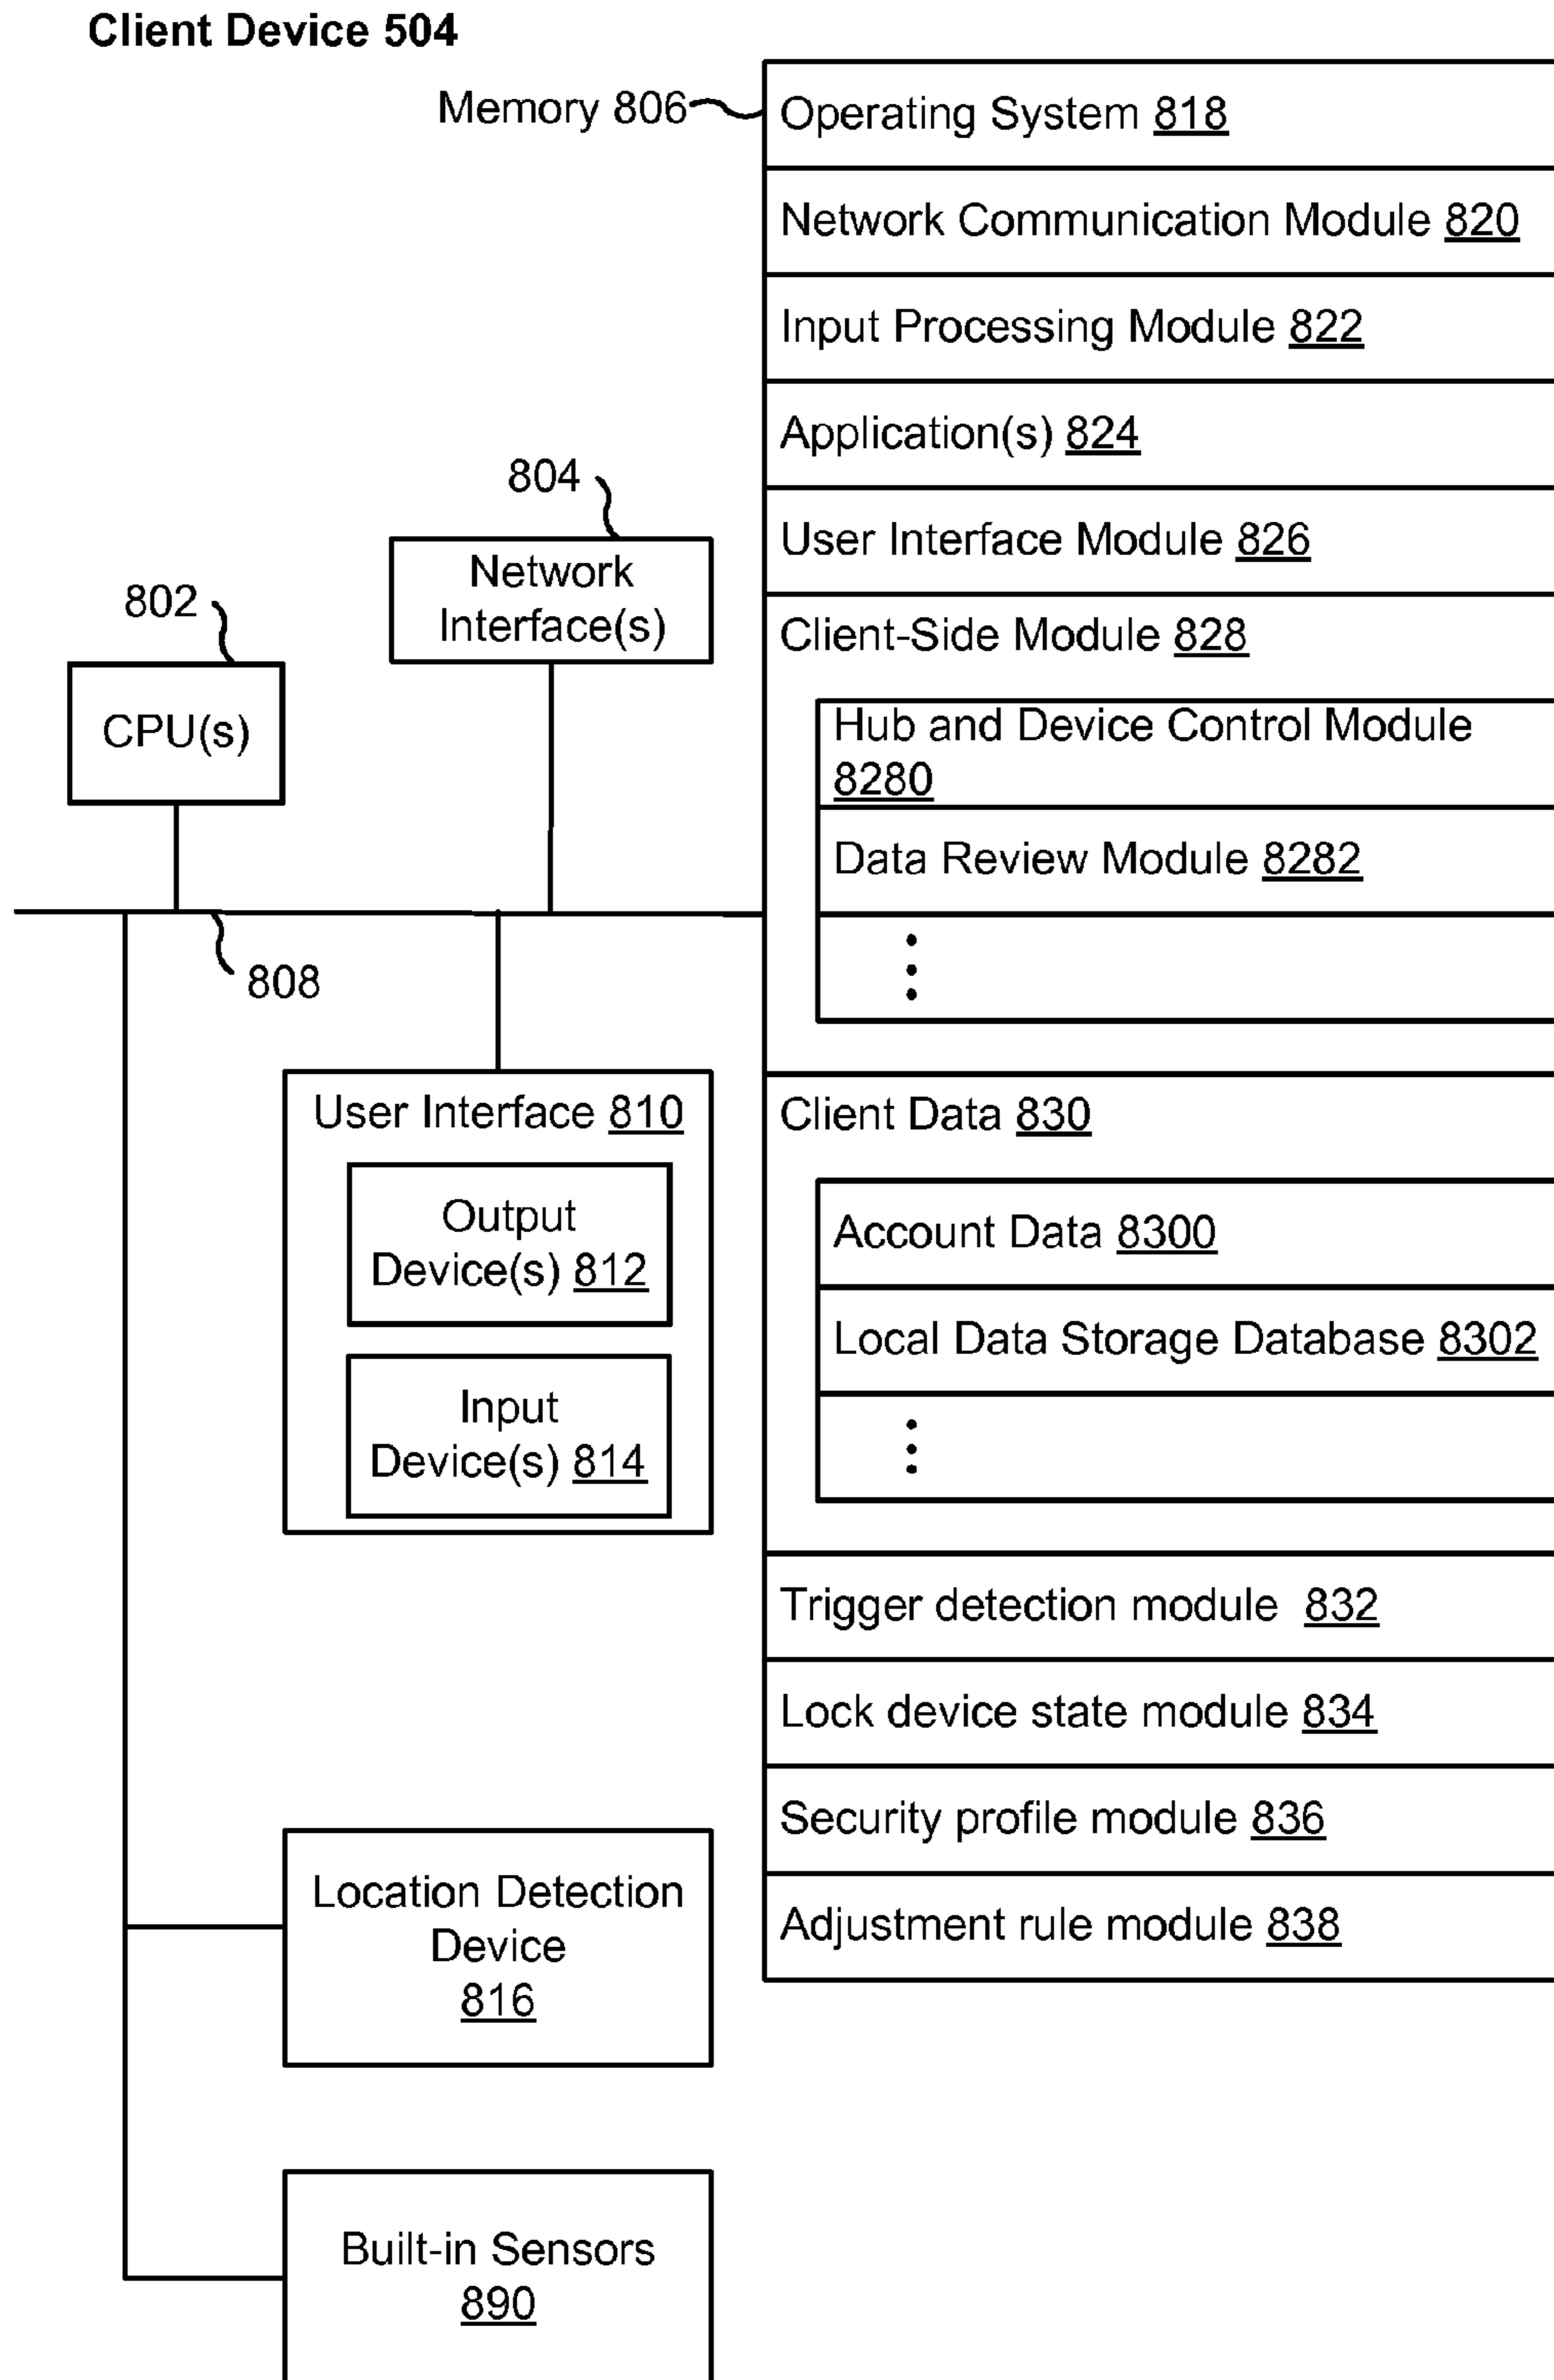 Client Device 504
Memory 806
Operating System 818
Network Communication Module 820
Input Processing Module 822
Application(s) 824
User Interface Module 826
Client-Side Module 828
Hub and Device Control Module
8280
Data Review Module 8282
Client Data 830
Account Data 8300
Local Data Storage Database 8302
Trigger detection module 832
Lock device state module 834
Security profile module 836
Adjustment rule module 838
804
Network
Interface(s)
802
CPU(s)
808
User Interface 810
Output
Device(s) 812
Input
Device(s) 814
Location Detection
Device
816
Built-in Sensors
890